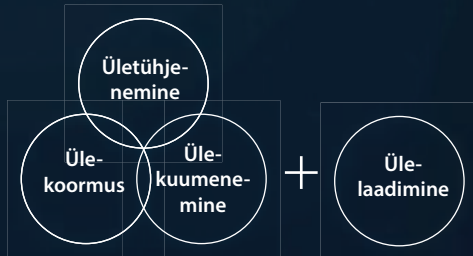 Ületühje-
nemine
Üle-
koormus
Üle-
kuumene-
mine
+
Üle-
laadimine